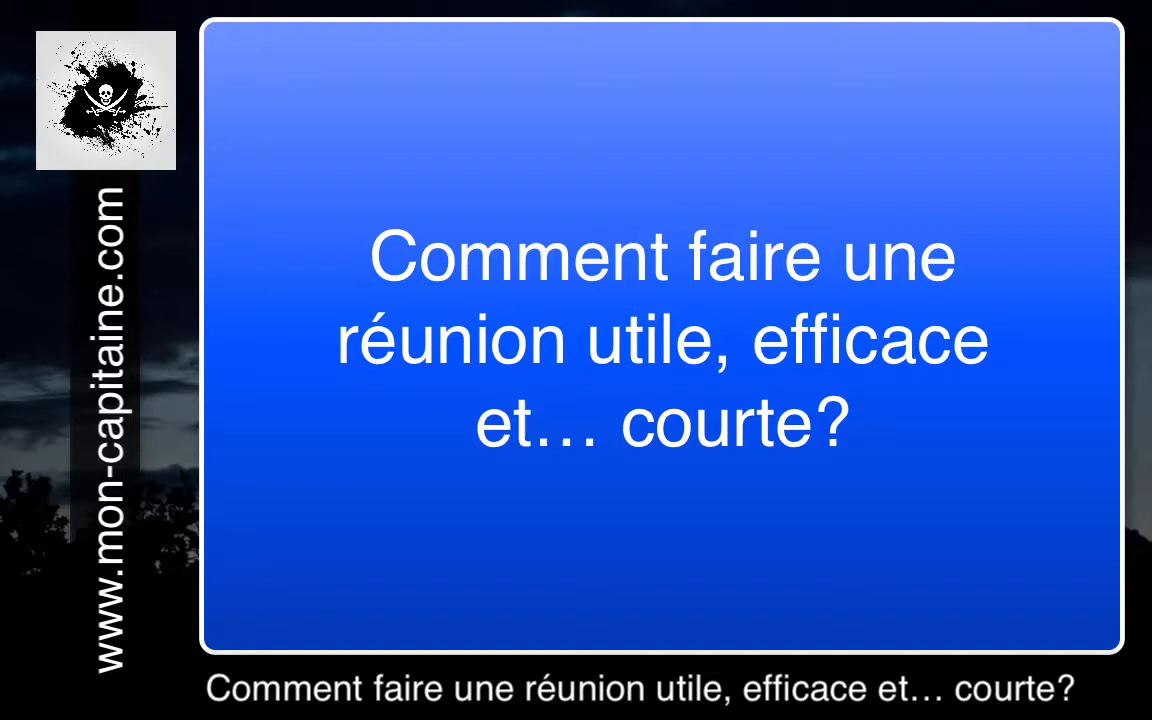 www.mon-capitaine.com
Comment faire une
réunion utile, efficace
et… courte?
Comment faire une réunion utile, efficace et… courte?